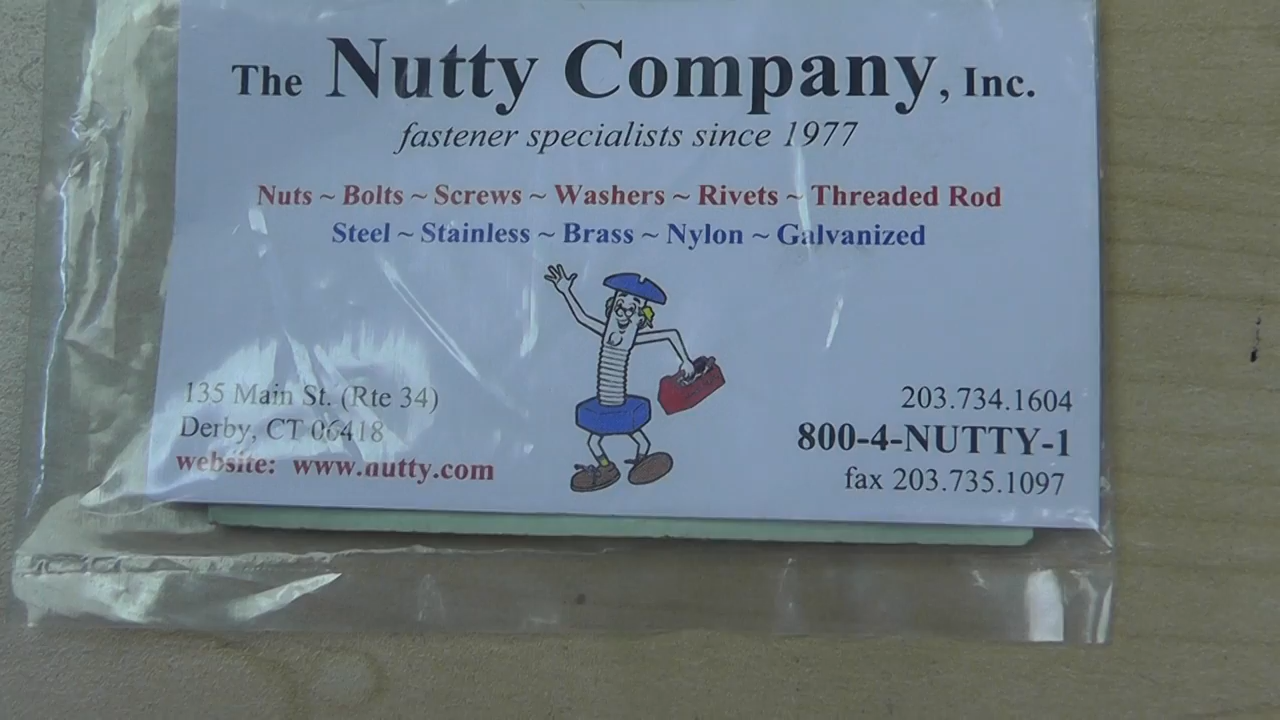 The Nutty Company, Inc.
fastener specialists since 1977
Nuts ~ Bolts ~ Screws ~ Washers ~ Rivets ~ Threaded Rod
Steel ~ Stainless ~ Brass ~ Nylon ~ Galvanized
135 Main St. (Rte 34)
Derby, CT 06418
website: www.nutty.com
203.734.1604
800-4-NUTTY-1
fax 203.735.1097